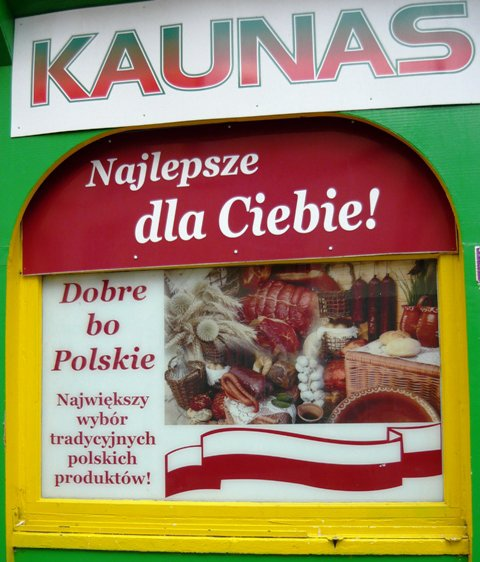 KAUNAS
Najlepsze
dla Ciebie!
Dobre
bo
Polskie
Największy
wybór
tradycyjnych
polskich
produktów!